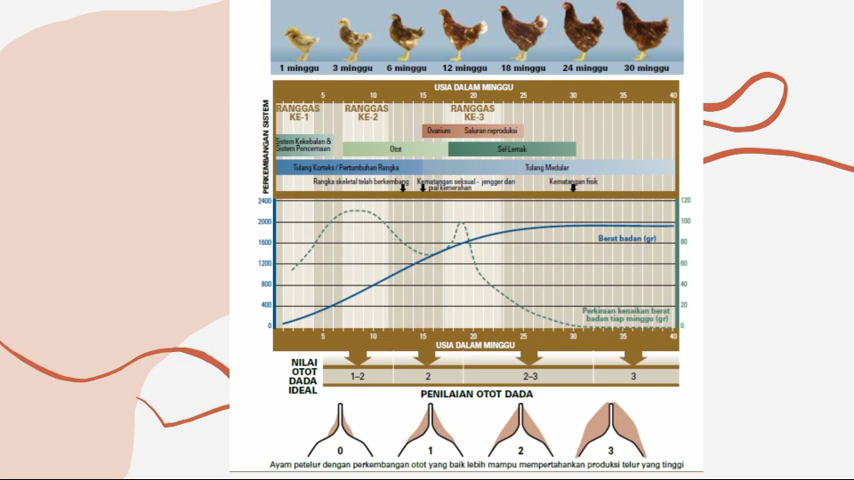 1 minggu 3 minggu 6 minggu 12 minggu 18 minggu 24 minggu 30 minggu
USIA DALAM MINGGU
5 10 15 20 25 30 35 40
PERKEMBANGAN SISTEM
RANGGAS KE-1
RANGGAS KE-2
RANGGAS KE-3
Ovarium Saluran reproduksi
Sistem Kekebalan &
Sistem Pencernaan
Otot
Sel Lemak
Tulang Korteks / Pertumbuhan Rangka
Tulang Medular
Rangka skeletal telah berkembang
Kematangan seksual - jengger dan
pial kemerahan
Kematangan fisik
2400 120
2000 100
1600 80
1200 60
800 40
400 20
0 0
Berat badan (gr)
Perkiraan kenaikan berat
badan tiap minggu (gr)
5 10 15 20 25 30 35 40
USIA DALAM MINGGU
NILAI
OTOT
DADA
IDEAL
1–2 2 2–3 3
PENILAIAN OTOT DADA
0 1 2 3
Ayam petelur dengan perkembangan otot yang baik lebih mampu mempertahankan produksi telur yang tinggi